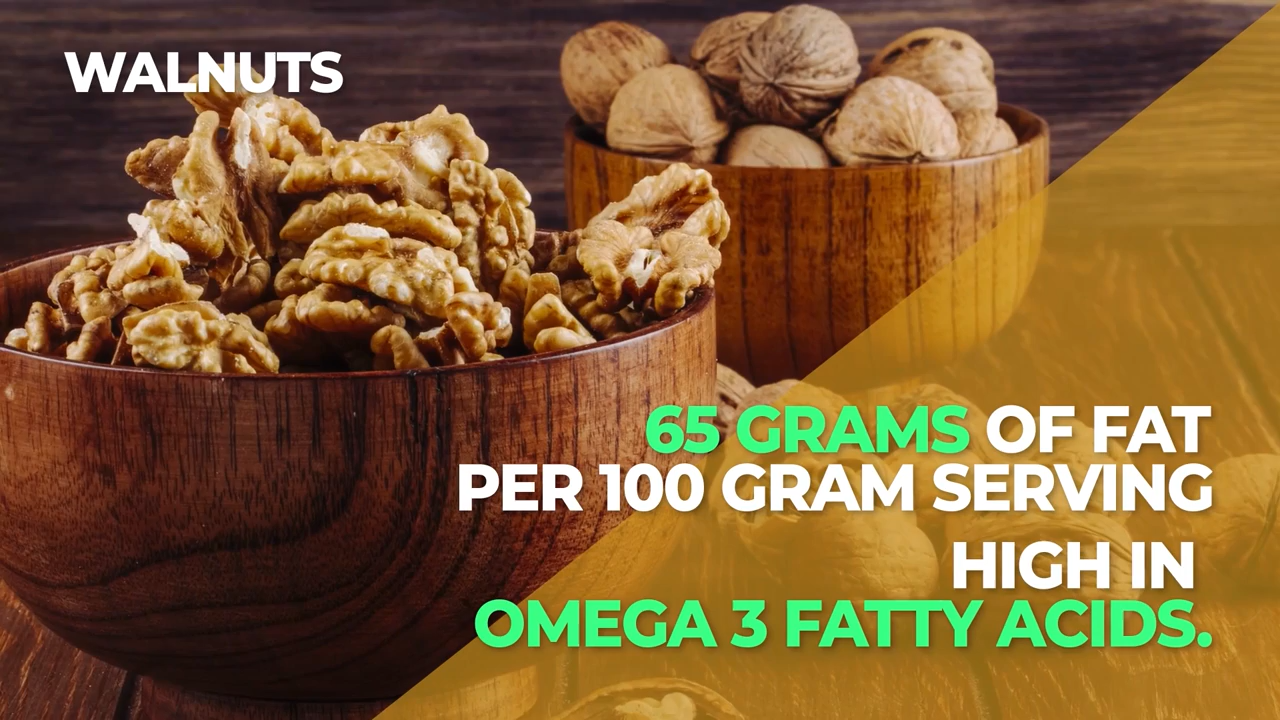 WALNUTS
65 GRAMS OF FAT
PER 100 GRAM SERVING
HIGH IN
OMEGA 3 FATTY ACIDS.